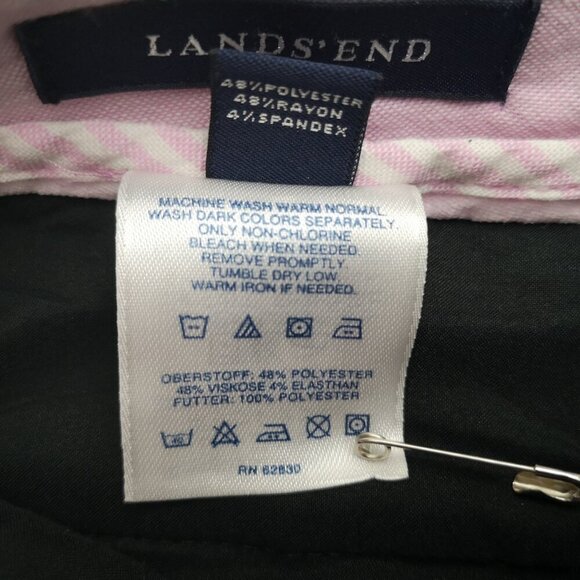 LANDS' END
48% POLYESTER
48% RAYON
4% SPANDEX
MACHINE WASH WARM NORMAL.
WASH DARK COLORS SEPARATELY.
ONLY NON-CHLORINE
BLEACH WHEN NEEDED.
REMOVE PROMPTLY.
TUMBLE DRY LOW.
WARM IRON IF NEEDED.
OBERSTOFF: 48% POLYESTER
48% VISKOSE 4% ELASTHAN
FUTTER: 100% POLYESTER
RN 62830